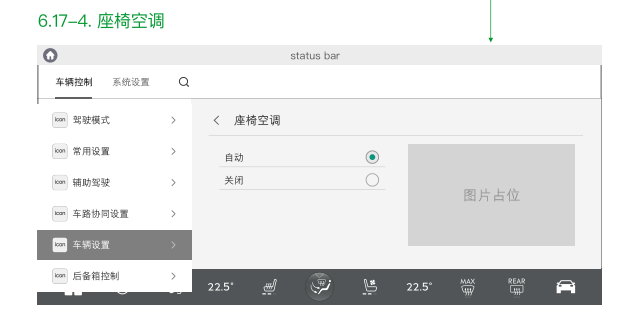 6.17-4. 座椅空调
status bar
车辆控制 系统设置
icon 驾驶模式
座椅空调
icon 常用设置
自动
icon 辅助驾驶
关闭
图片占位
icon 车路协同设置
icon 车辆设置
icon 后备箱控制
22.5° 22.5° MAX REAR